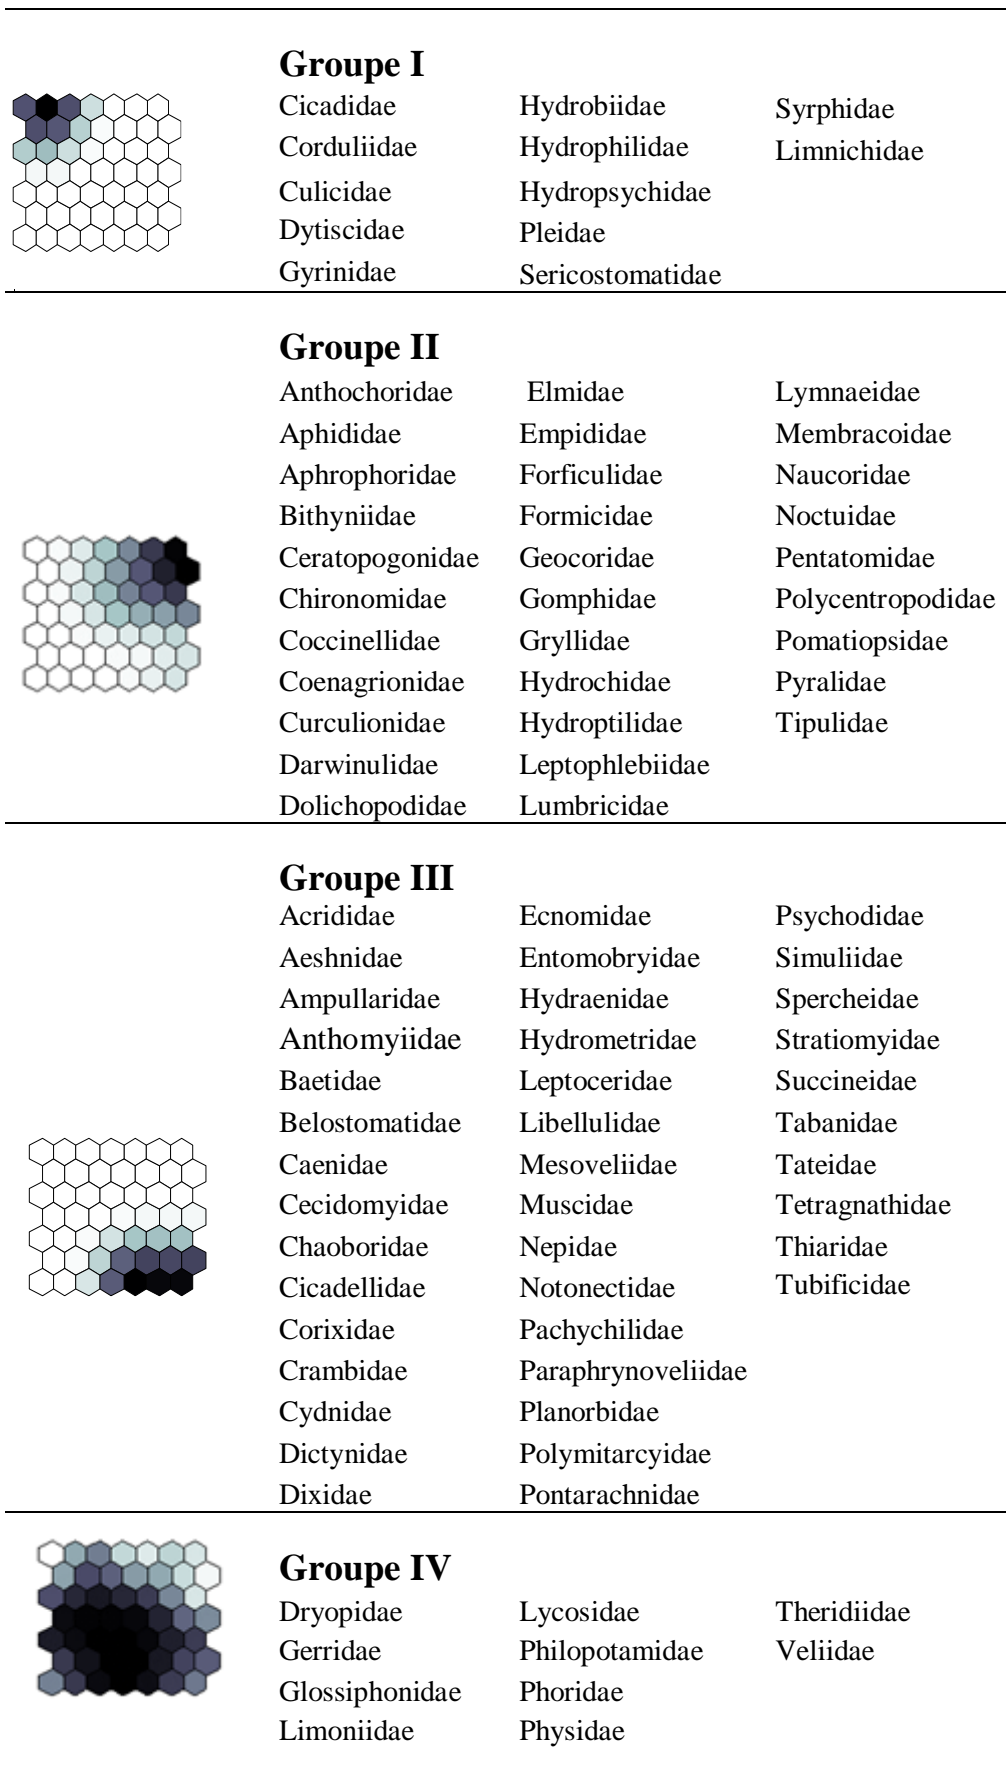 Groupe I
Cicadidae Hydrobiidae Syrphidae
Corduliidae Hydrophilidae Limnichidae
Culicidae Hydropsychidae
Dytiscidae Pleidae
Gyrinidae Sericostomatidae
Groupe II
Anthochoridae Elmidae Lymnaeidae
Aphididae Empididae Membracoidae
Aphrophoridae Forficulidae Naucoridae
Bithyniidae Formicidae Noctuidae
Ceratopogonidae Geocoridae Pentatomidae
Chironomidae Gomphidae Polycentropodidae
Coccinellidae Gryllidae Pomatiopsidae
Coenagrionidae Hydrochidae Pyralidae
Curculionidae Hydroptilidae Tipulidae
Darwinulidae Leptophlebiidae
Dolichopodidae Lumbricidae
Groupe III
Acrididae Ecnomidae Psychodidae
Aeshnidae Entomobryidae Simuliidae
Ampullaridae Hydraenidae Spercheidae
Anthomyiidae Hydrometridae Stratiomyidae
Baetidae Leptoceridae Succineidae
Belostomatidae Libellulidae Tabanidae
Caenidae Mesoveliidae Tateidae
Cecidomyidae Muscidae Tetragnathidae
Chaoboridae Nepidae Thiaridae
Cicadellidae Notonectidae Tubificidae
Corixidae Pachychilidae
Crambidae Paraphrynoveliidae
Cydnidae Planorbidae
Dictynidae Polymitarcyidae
Dixidae Pontarachnidae
Groupe IV
Dryopidae Lycosidae Theridiidae
Gerridae Philopotamidae Veliidae
Glossiphonidae Phoridae
Limoniidae Physidae